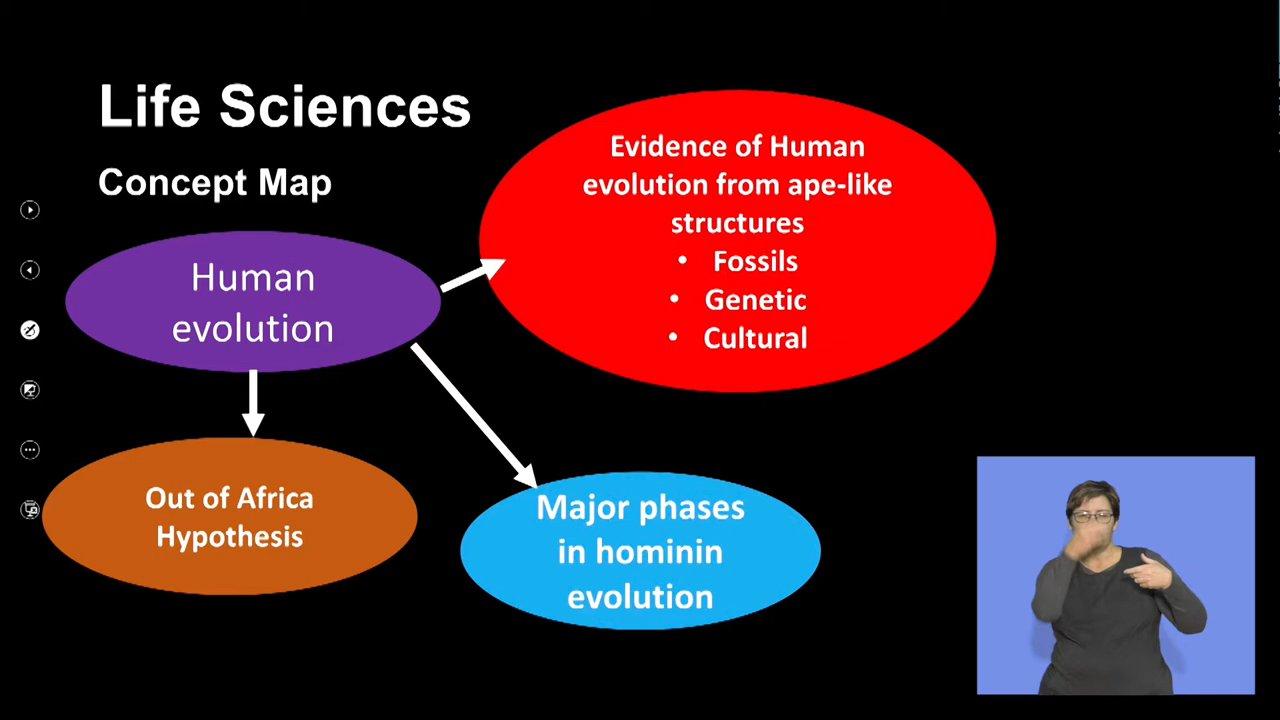 Life Sciences
Concept Map
Human
evolution
Evidence of Human
evolution from ape-like
structures
• Fossils
• Genetic
• Cultural
Out of Africa
Hypothesis
Major phases
in hominin
evolution